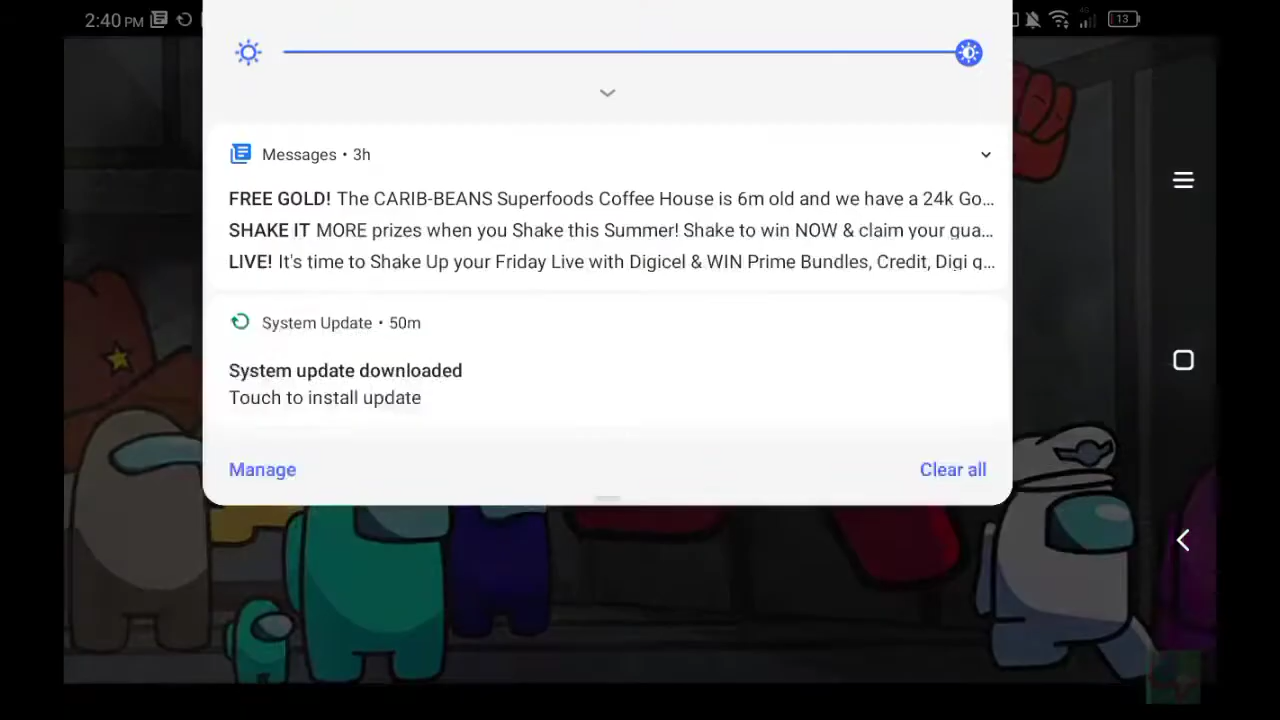 2:40 PM
4G
13
Messages • 3h
FREE GOLD! The CARIB-BEANS Superfoods Coffee House is 6m old and we have a 24k Go...
SHAKE IT MORE prizes when you Shake this Summer! Shake to win NOW & claim your gua...
LIVE! It's time to Shake Up your Friday Live with Digicel & WIN Prime Bundles, Credit, Digi g...
System Update • 50m
System update downloaded
Touch to install update
Manage
Clear all